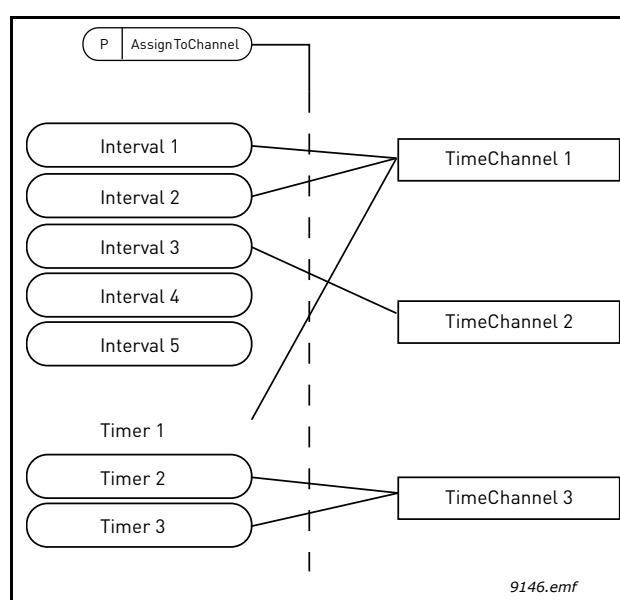 P AssignToChannel
Interval 1
Interval 2
Interval 3
Interval 4
Interval 5
Timer 1
Timer 2
Timer 3
TimeChannel 1
TimeChannel 2
TimeChannel 3
9146.emf